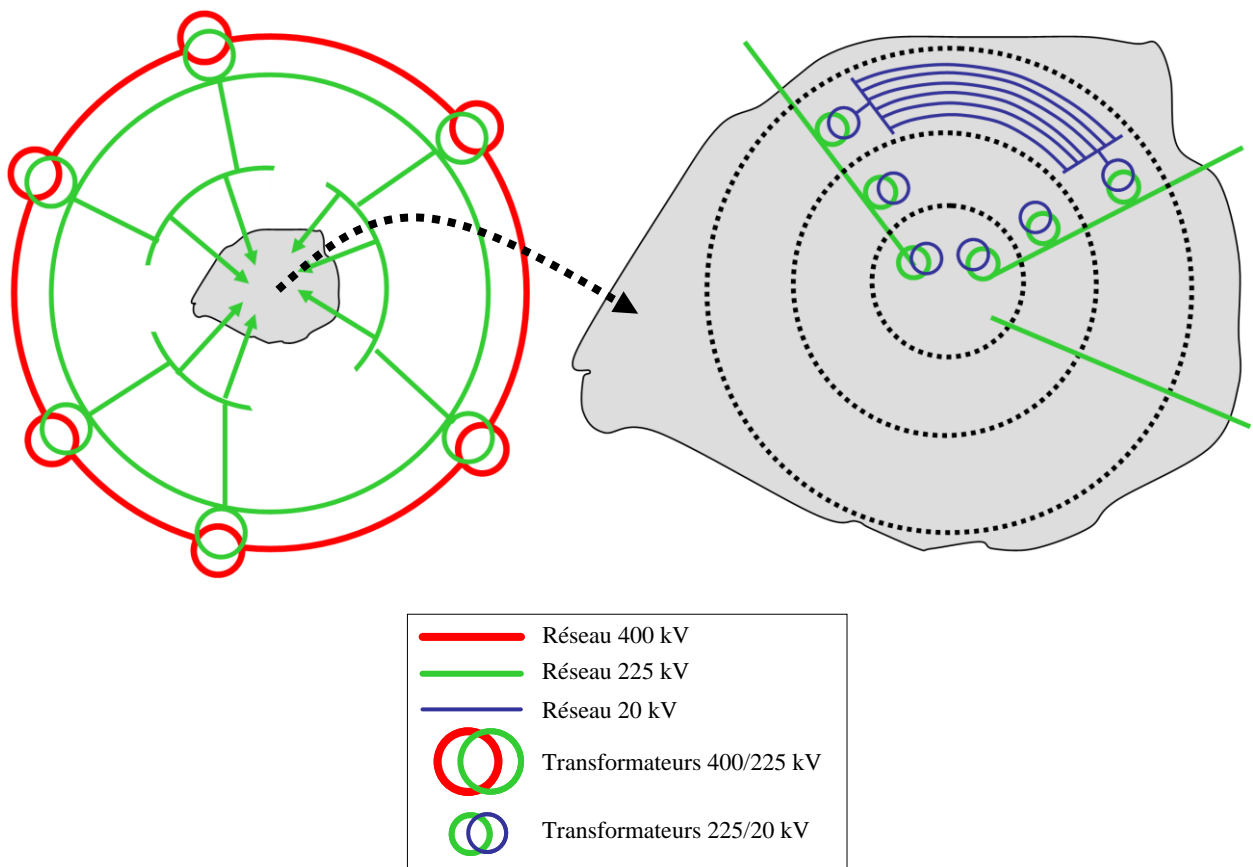 Réseau 400 kV
Réseau 225 kV
Réseau 20 kV
Transformateurs 400/225 kV
Transformateurs 225/20 kV